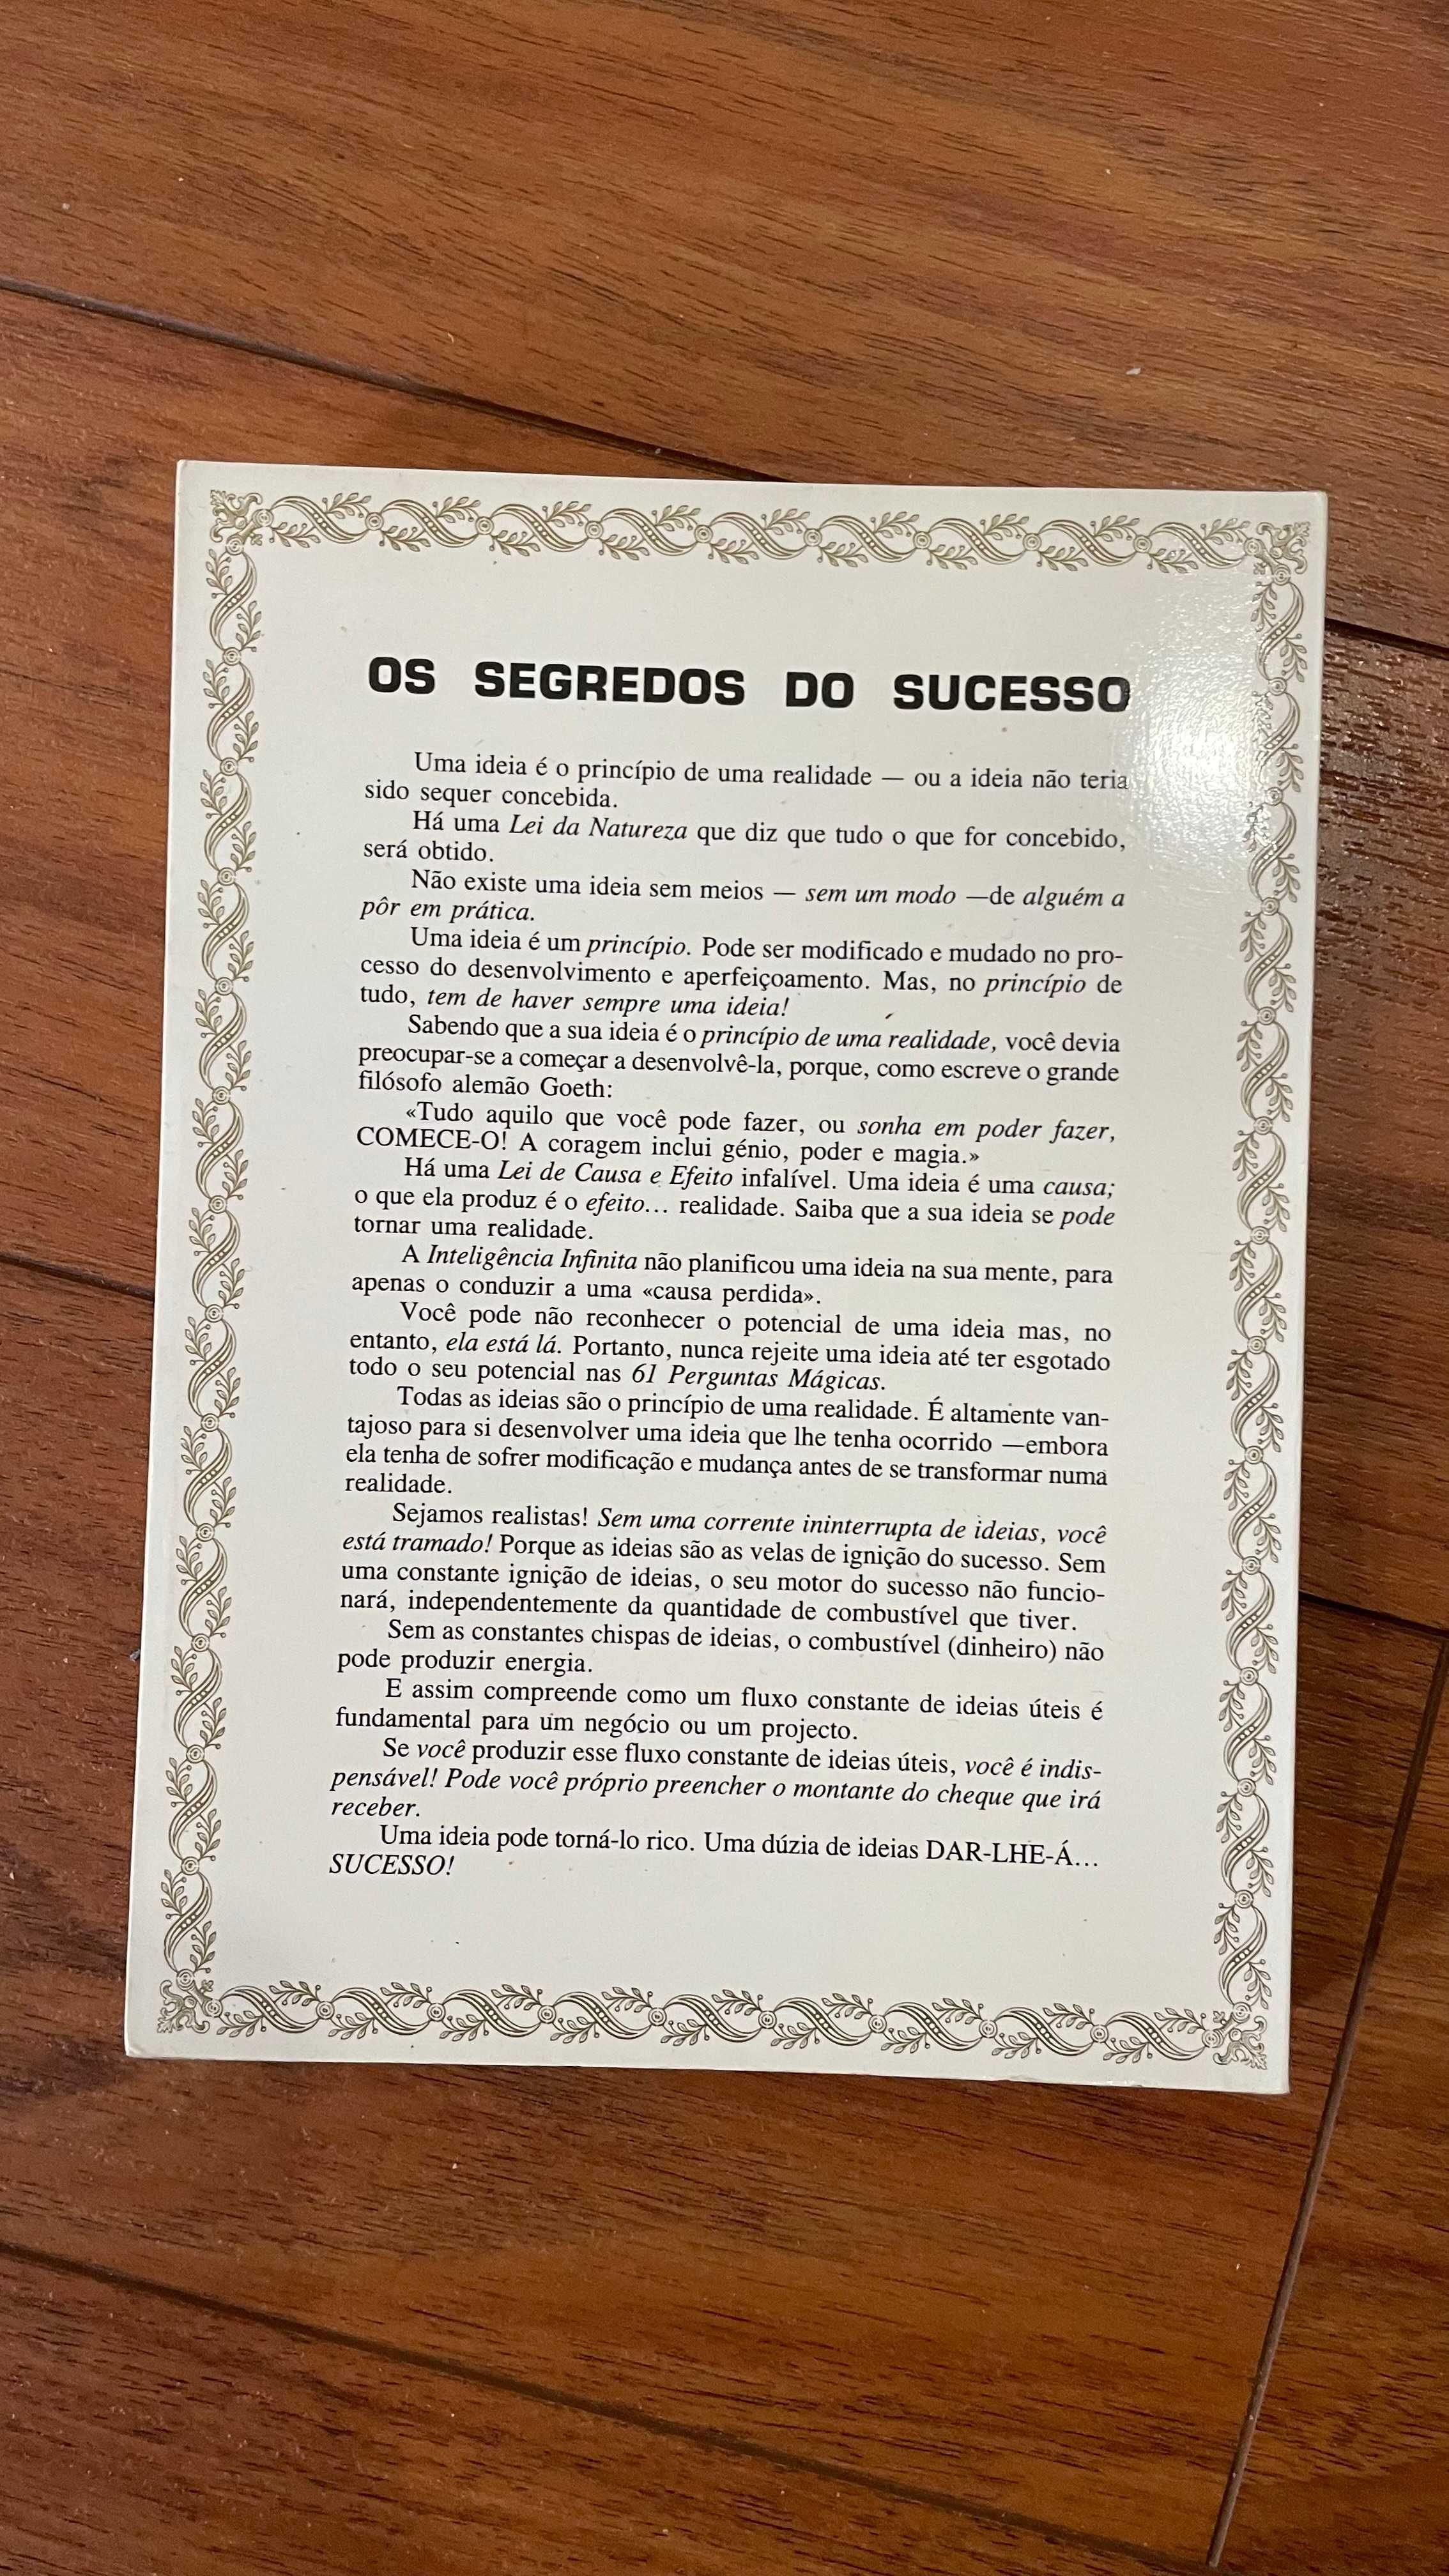 OS SEGREDOS DO SUCESSO
Uma ideia é o princípio de uma realidade — ou a ideia não teria
sido sequer concebida.
Há uma Lei da Natureza que diz que tudo o que for concebido,
será obtido.
Não existe uma ideia sem meios — sem um modo —de alguém a
pôr em prática.
Uma ideia é um princípio. Pode ser modificado e mudado no pro-
cesso do desenvolvimento e aperfeiçoamento. Mas, no princípio de
tudo, tem de haver sempre uma ideia!
Sabendo que a sua ideia é o princípio de uma realidade, você devia
preocupar-se a começar a desenvolvê-la, porque, como escreve o grande
filósofo alemão Goeth:
«Tudo aquilo que você pode fazer, ou sonha em poder fazer,
COMECE-O! A coragem inclui génio, poder e magia.»
Há uma Lei de Causa e Efeito infalível. Uma ideia é uma causa;
o que ela produz é o efeito... realidade. Saiba que a sua ideia se pode
tornar uma realidade.
A Inteligência Infinita não planificou uma ideia na sua mente, para
apenas o conduzir a uma «causa perdida».
Você pode não reconhecer o potencial de uma ideia mas, no
entanto, ela está lá. Portanto, nunca rejeite uma ideia até ter esgotado
todo o seu potencial nas 61 Perguntas Mágicas.
Todas as ideias são o princípio de uma realidade. É altamente van-
tajoso para si desenvolver uma ideia que lhe tenha ocorrido —embora
ela tenha de sofrer modificação e mudança antes de se transformar numa
realidade.
Sejamos realistas! Sem uma corrente ininterrupta de ideias, você
está tramado! Porque as ideias são as velas de ignição do sucesso. Sem
uma constante ignição de ideias, o seu motor do sucesso não funcio-
nará, independentemente da quantidade de combustível que tiver.
Sem as constantes chispas de ideias, o combustível (dinheiro) não
pode produzir energia.
E assim compreende como um fluxo constante de ideias úteis é
fundamental para um negócio ou um projecto.
Se você produzir esse fluxo constante de ideias úteis, você é indis-
pensável! Pode você próprio preencher o montante do cheque que irá
receber.
Uma ideia pode torná-lo rico. Uma dúzia de ideias DAR-LHE-Á...
SUCESSO!